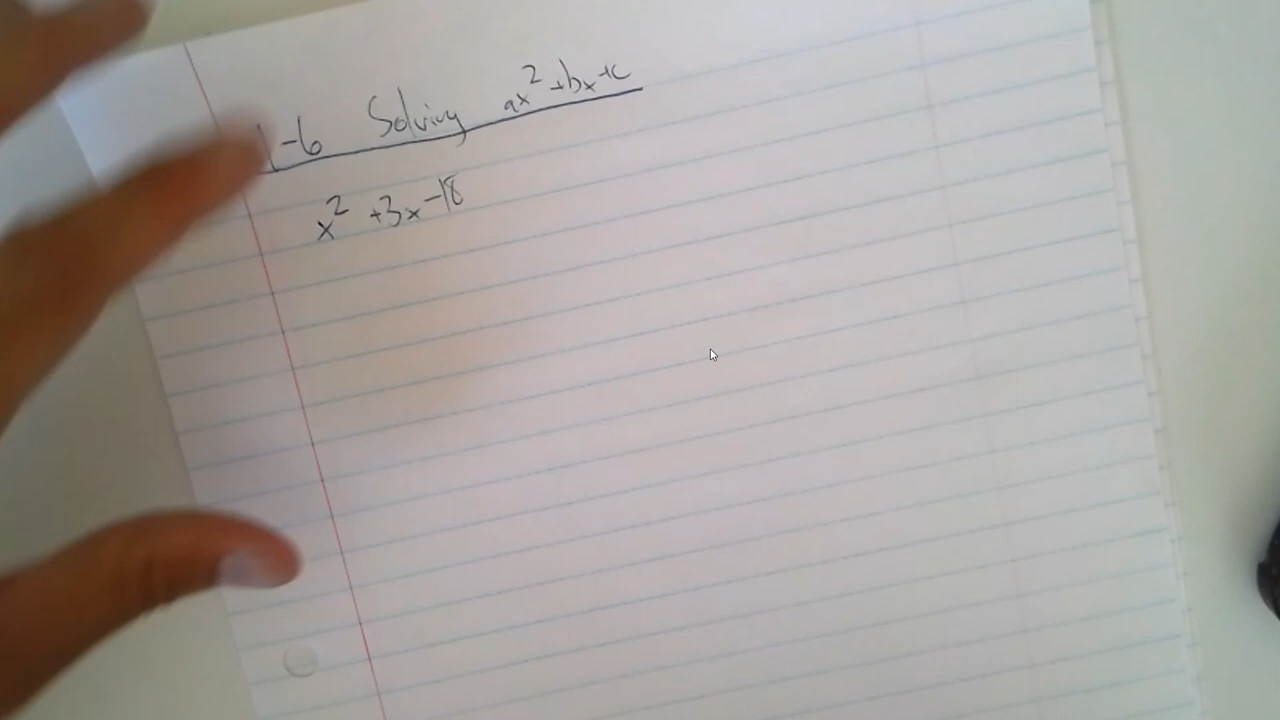 -6 Solving ax² +bx+c
x² +3x-18